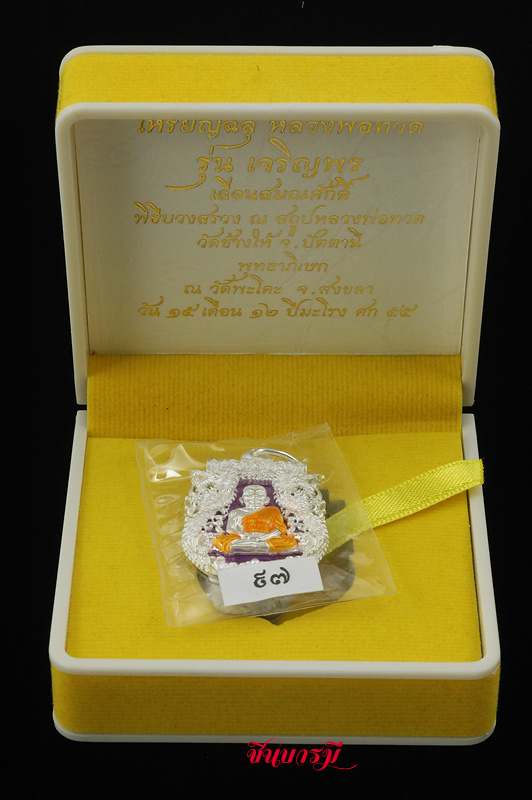 เหรียญฉลุ หลวงพ่อทวด
รุ่น เจริญพร
เลื่อนสมณศักดิ์
พิธีบวงสรวง ณ สถูปหลวงพ่อทวด
วัดช้างให้ จ.ปัตตานี
พุทธาภิเษก
ณ วัดพะโคะ จ.สงขลา
วัน ๑๕ เดือน ๑๒ ปีมะโรง ศก ๕๕
๙๗
ชินบารมี